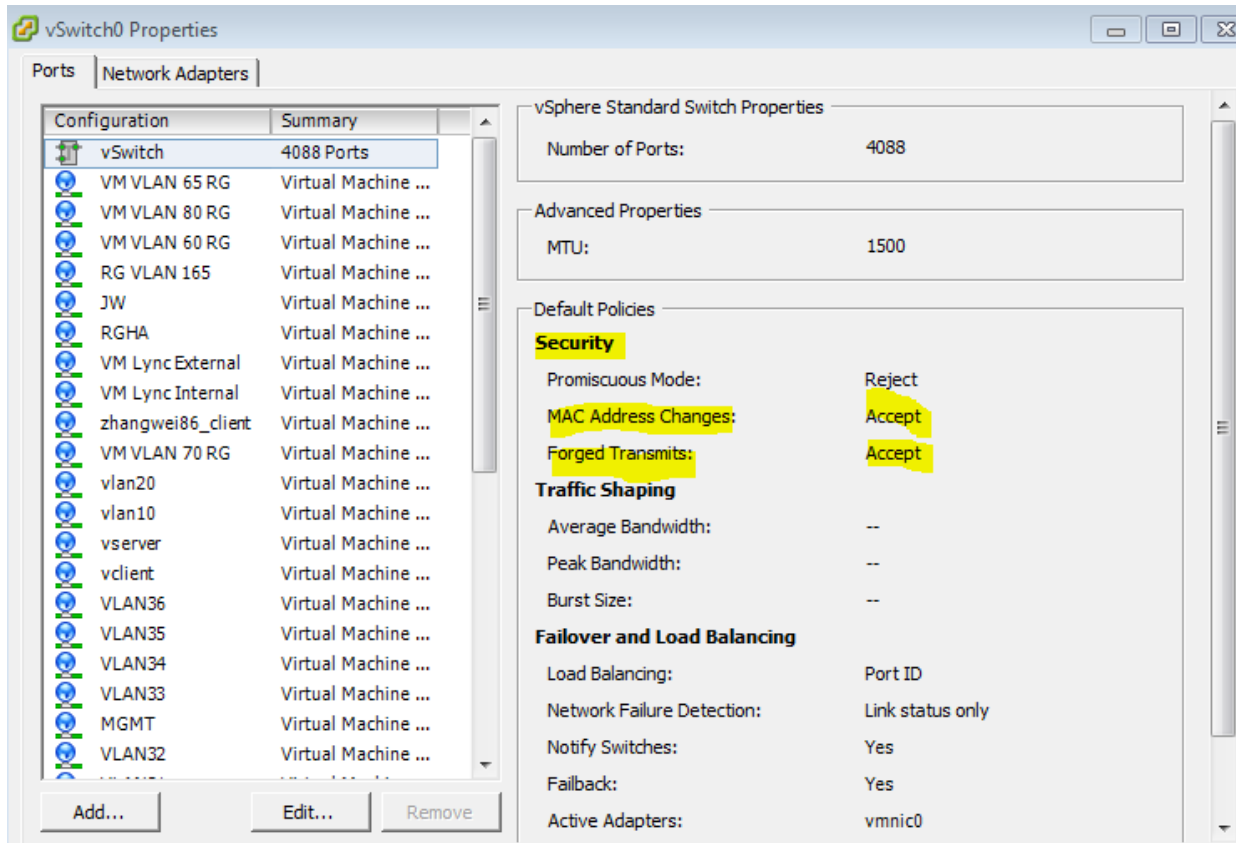 vSwitch0 Properties
Ports Network Adapters
Configuration Summary
vSwitch 4088 Ports
VM VLAN 65 RG Virtual Machine ...
VM VLAN 80 RG Virtual Machine ...
VM VLAN 60 RG Virtual Machine ...
RG VLAN 165 Virtual Machine ...
JW Virtual Machine ...
RGHA Virtual Machine ...
VM Lync External Virtual Machine ...
VM Lync Internal Virtual Machine ...
zhangwei86_client Virtual Machine ...
VM VLAN 70 RG Virtual Machine ...
vlan20 Virtual Machine ...
vlan10 Virtual Machine ...
vserver Virtual Machine ...
vclient Virtual Machine ...
VLAN36 Virtual Machine ...
VLAN35 Virtual Machine ...
VLAN34 Virtual Machine ...
VLAN33 Virtual Machine ...
MGMT Virtual Machine ...
VLAN32 Virtual Machine ...
Add... Edit... Remove
vSphere Standard Switch Properties
Number of Ports: 4088
Advanced Properties
MTU: 1500
Default Policies
Security
Promiscuous Mode: Reject
MAC Address Changes: Accept
Forged Transmits: Accept
Traffic Shaping
Average Bandwidth: --
Peak Bandwidth: --
Burst Size: --
Failover and Load Balancing
Load Balancing: Port ID
Network Failure Detection: Link status only
Notify Switches: Yes
Failback: Yes
Active Adapters: vmnic0